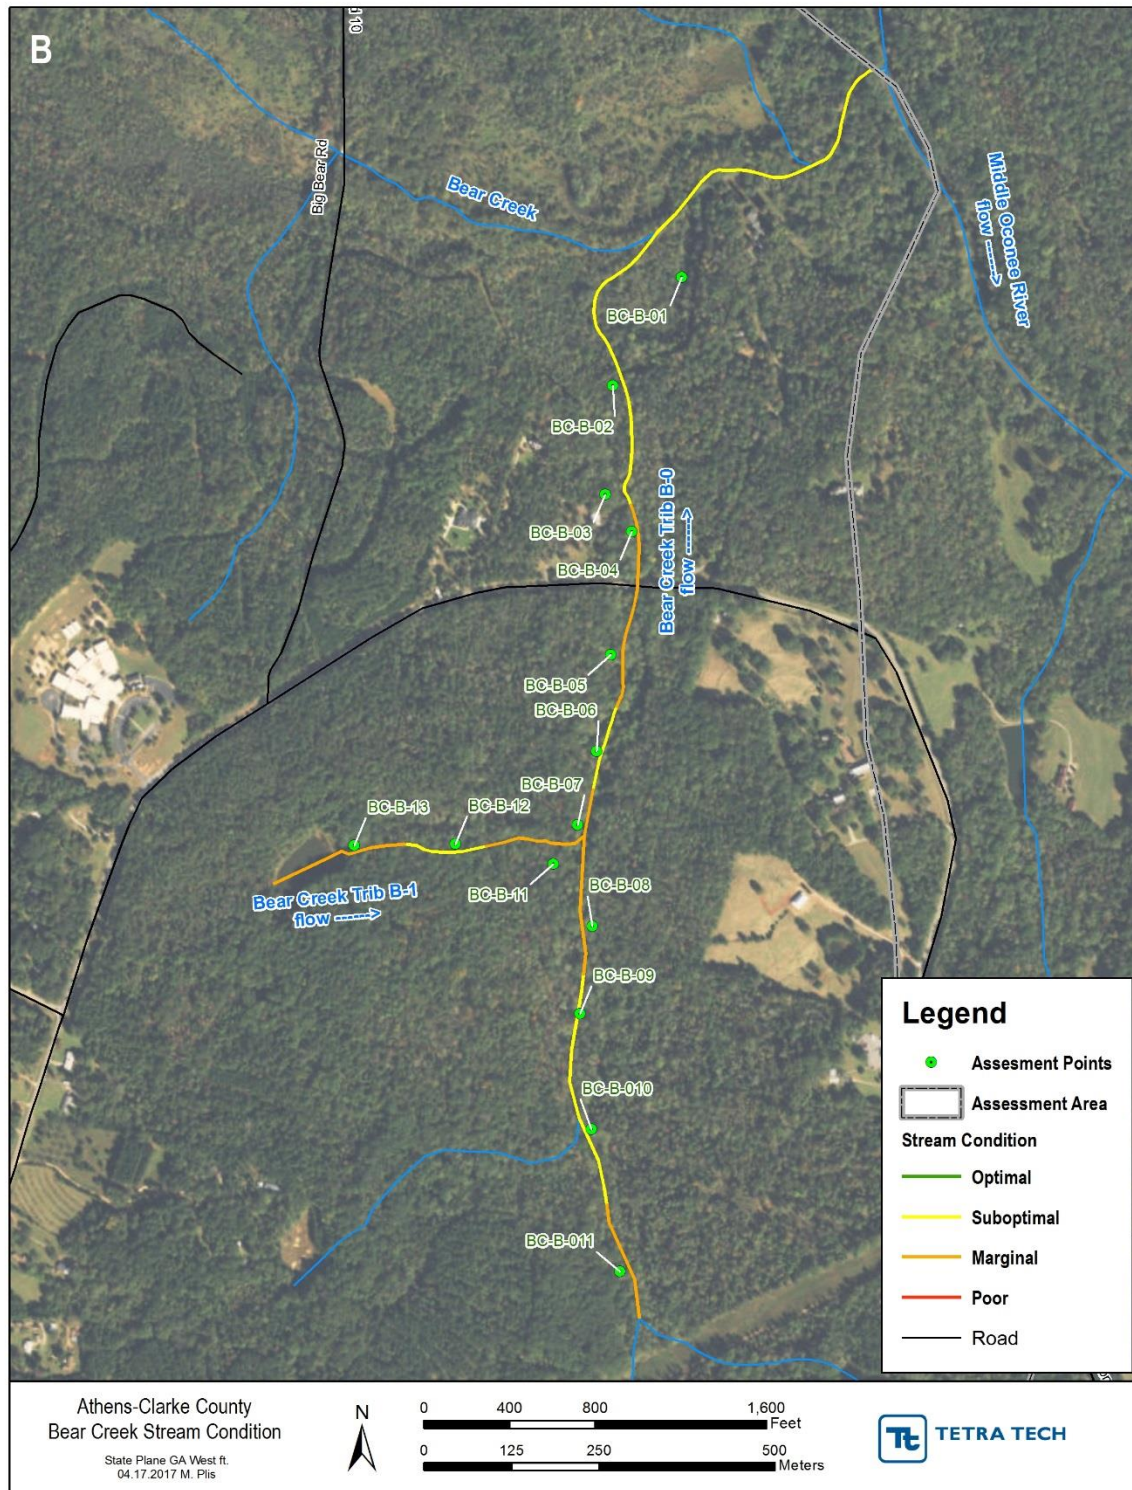 B
d 10
Big Bear Rd
Bear Creek
Middle Oconee River
flow ------>
BC-B-01
BC-B-02
BC-B-03
BC-B-04
Bear Creek Trib B-0
flow ------>
BC-B-05
BC-B-06
BC-B-07
BC-B-13
BC-B-12
BC-B-11
BC-B-08
Bear Creek Trib B-1
flow ------>
BC-B-09
BC-B-010
BC-B-011
Legend
Assesment Points
Assessment Area
Stream Condition
Optimal
Suboptimal
Marginal
Poor
Road
Athens-Clarke County
Bear Creek Stream Condition
State Plane GA West ft.
04.17.2017 M. Plis
N
0 400 800 1,600
Feet
0 125 250 500
Meters
Tt TETRA TECH